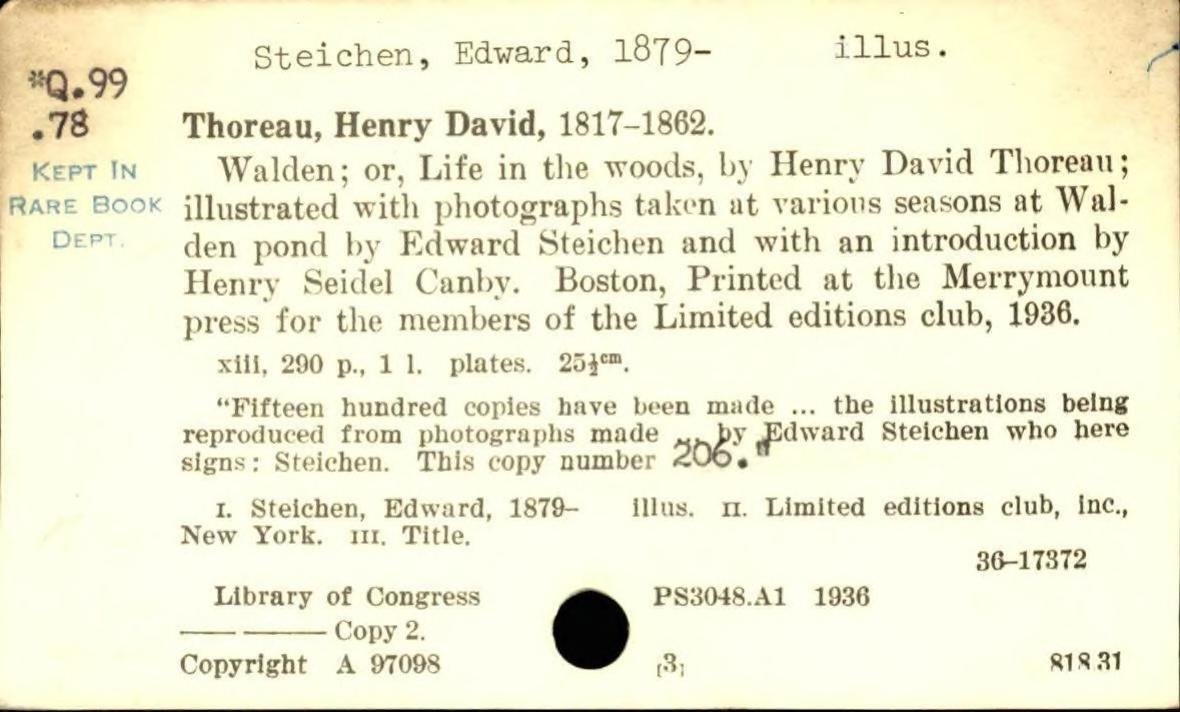 Steichen, Edward, 1879- illus.
*Q.99
.78
KEPT IN
RARE BOOK
DEPT.
Thoreau, Henry David, 1817-1862.
Walden; or, Life in the woods, by Henry David Thoreau;
illustrated with photographs taken at various seasons at Wal-
den pond by Edward Steichen and with an introduction by
Henry Seidel Canby. Boston, Printed at the Merrymount
press for the members of the Limited editions club, 1936.
xiii, 290 p., 1 l. plates. 25½ cm.
"Fifteen hundred copies have been made ... the illustrations being
reproduced from photographs made ... by Edward Steichen who here
signs: Steichen. This copy number 206."
I. Steichen, Edward, 1879- illus. II. Limited editions club, inc.,
New York. III. Title.
36-17372
Library of Congress PS3048.A1 1936
—— ——— Copy 2.
Copyright A 97098 [3] 818.31